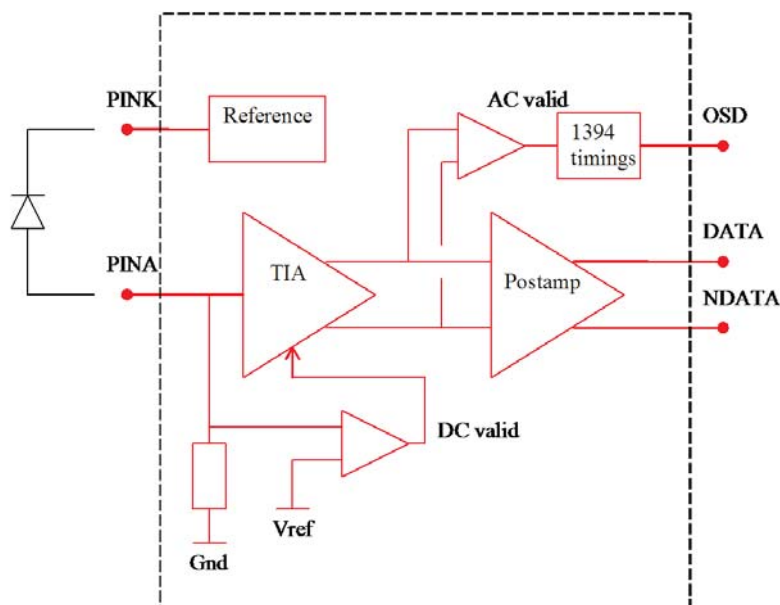 PINK
Reference
AC valid
1394
timings
OSD
PINA
TIA
Postamp
DATA
NDATA
DC valid
Vref
Gnd